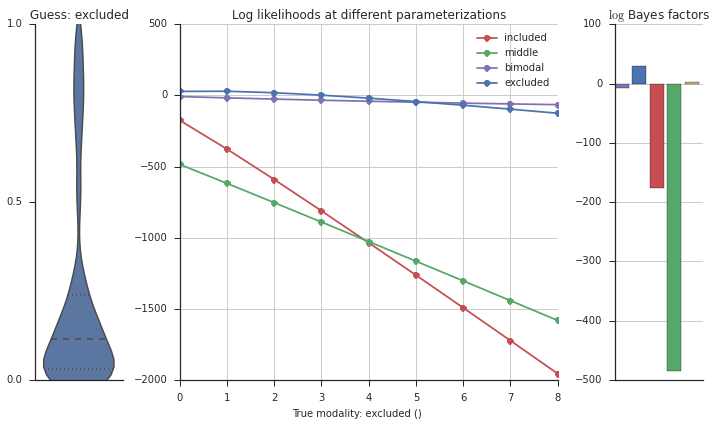 Guess: excluded
1.0
0.5
0.0
Log likelihoods at different parameterizations
500
0
−500
−1000
−1500
−2000
included
middle
bimodal
excluded
0 1 2 3 4 5 6 7 8
True modality: excluded ()
log Bayes factors
100
0
−100
−200
−300
−400
−500